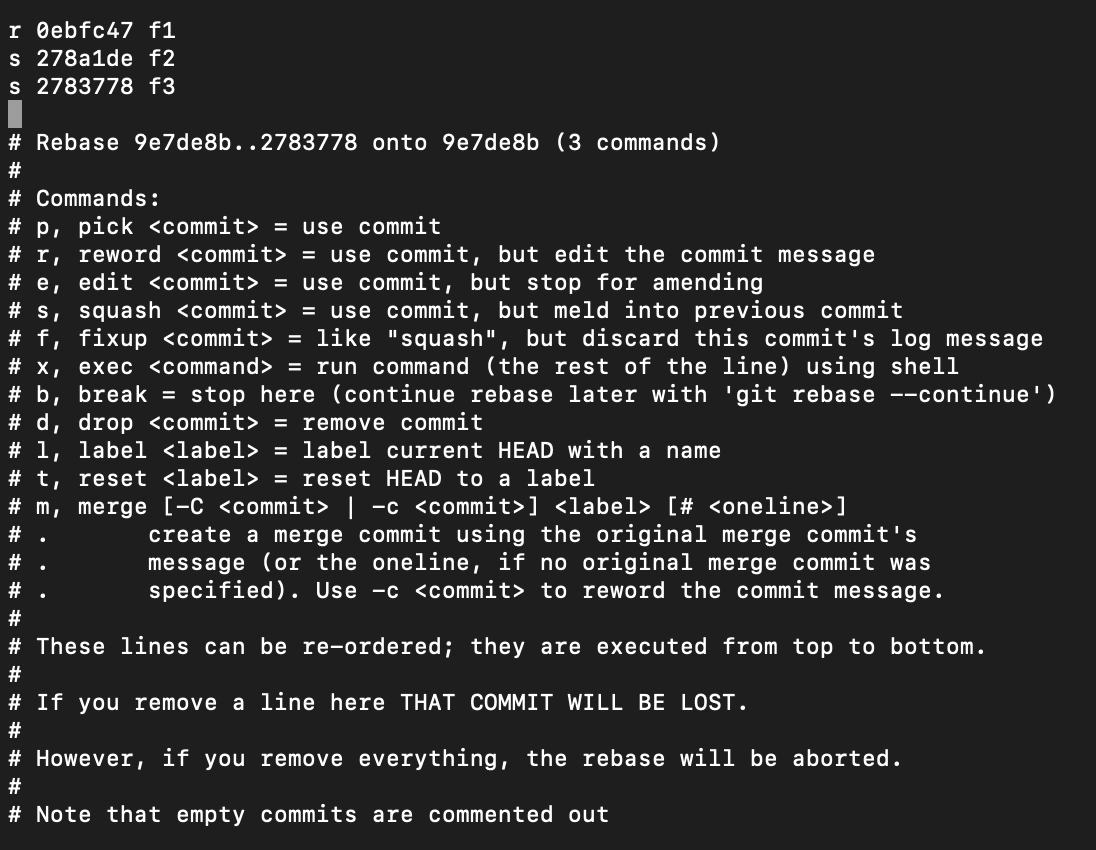 r 0ebfc47 f1
s 278a1de f2
s 2783778 f3
# Rebase 9e7de8b..2783778 onto 9e7de8b (3 commands)
#
# Commands:
# p, pick <commit> = use commit
# r, reword <commit> = use commit, but edit the commit message
# e, edit <commit> = use commit, but stop for amending
# s, squash <commit> = use commit, but meld into previous commit
# f, fixup <commit> = like "squash", but discard this commit's log message
# x, exec <command> = run command (the rest of the line) using shell
# b, break = stop here (continue rebase later with 'git rebase --continue')
# d, drop <commit> = remove commit
# l, label <label> = label current HEAD with a name
# t, reset <label> = reset HEAD to a label
# m, merge [-C <commit> | -c <commit>] <label> [# <oneline>]
# .       create a merge commit using the original merge commit's
# .       message (or the oneline, if no original merge commit was
# .       specified). Use -c <commit> to reword the commit message.
#
# These lines can be re-ordered; they are executed from top to bottom.
#
# If you remove a line here THAT COMMIT WILL BE LOST.
#
# However, if you remove everything, the rebase will be aborted.
#
# Note that empty commits are commented out